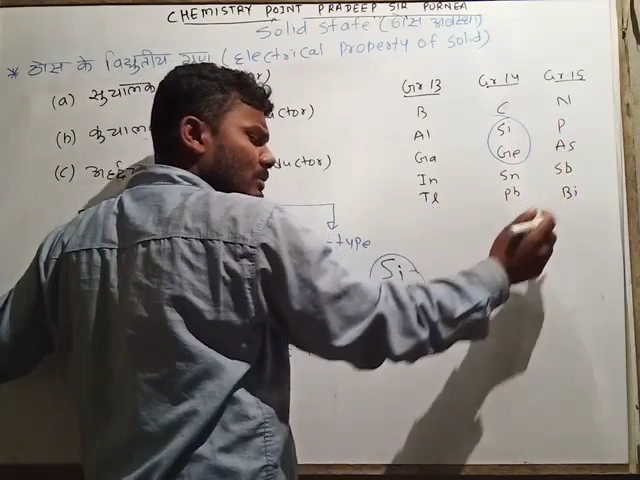 CHEMISTRY POINT PRADEEP SIR PURNEA
Solid State (ठोस अवस्था)
* ठोस के विद्युतीय गुण (Electrical Property of Solid)
(a) सुचालक
(b) कुचालक
(c)
Gr 13 Gr 14 Gr 15
B C N
Al Si P
Ga Ge As
In Sn Sb
Tl Pb Bi
-type
Si